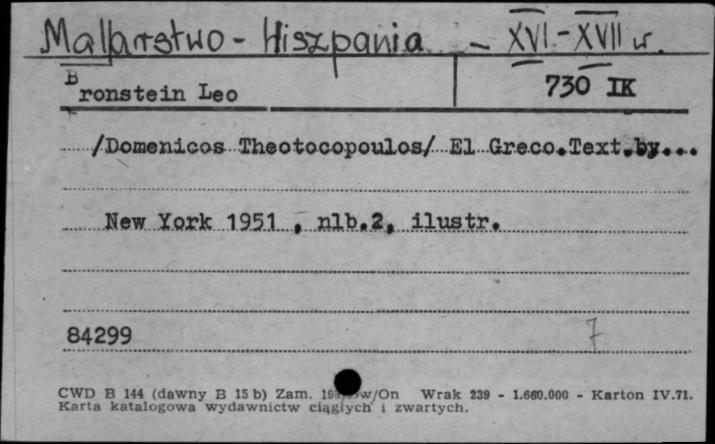 Malarstwo - Hiszpania - XVI - XVII w.
Bronstein Leo 730 IK
/Domenicos Theotocopoulos/ El Greco.Text.by...
New York 1951 , nlb.2, ilustr.
84299 7
CWD B 144 (dawny B 15 b) Zam. w/On Wrak 239 - 1.660.000 - Karton IV.71.
Karta katalogowa wydawnictw ciągłych i zwartych.